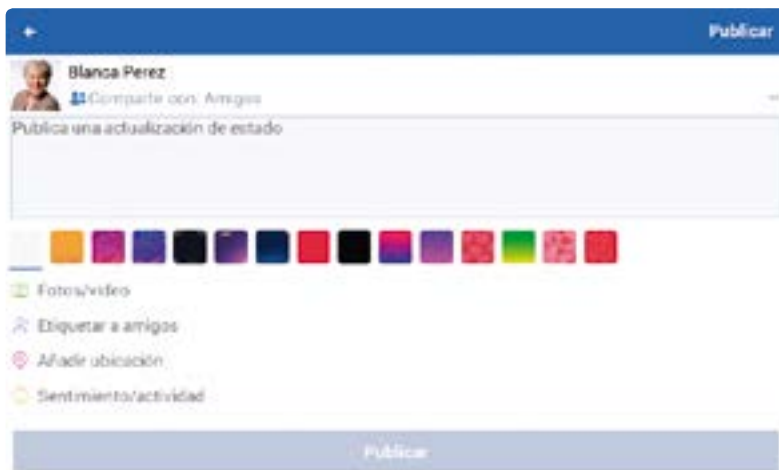 Publicar
Blanca Perez
Comparte con: Amigos
Publica una actualización de estado
Fotos/video
Etiquetar a amigos
Añadir ubicación
Sentimiento/actividad
Publicar